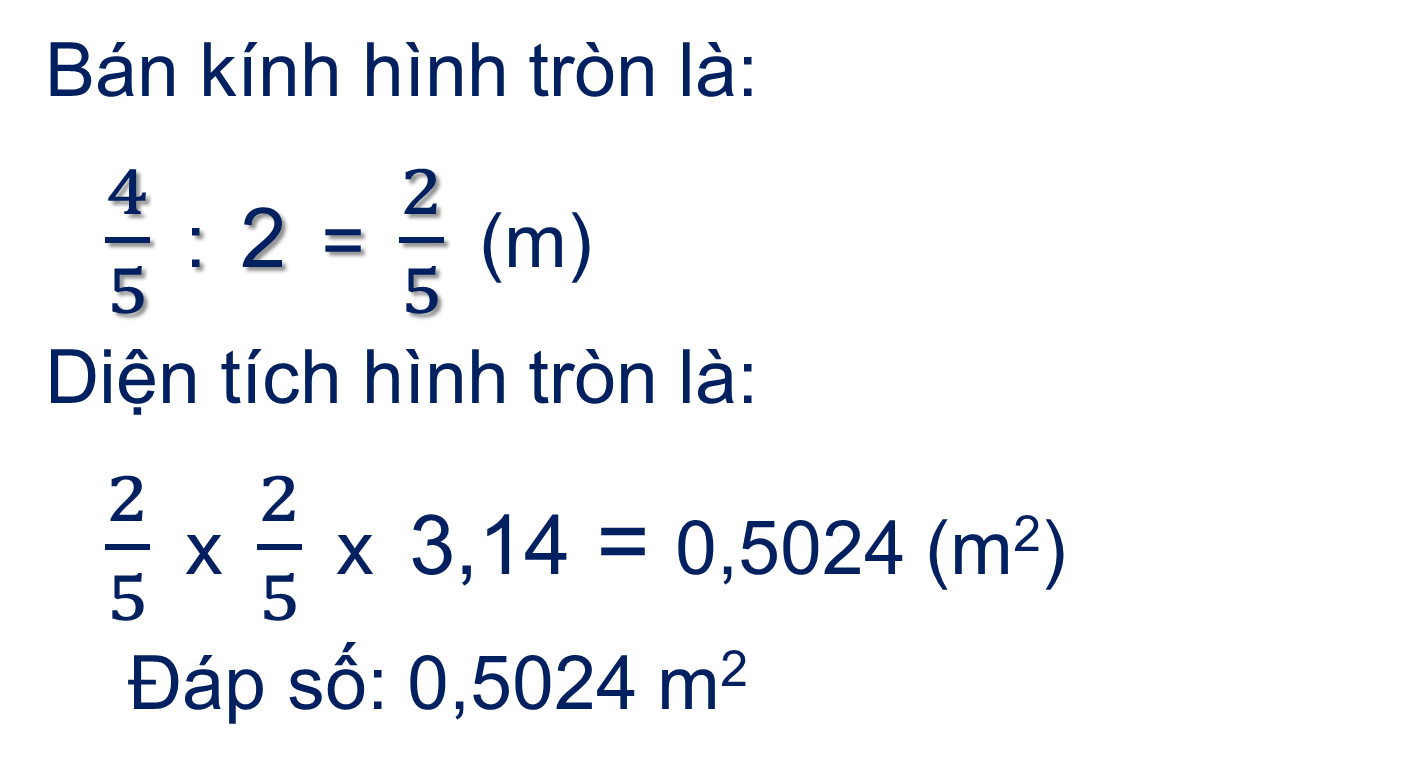 Bán kính hình tròn là:
4/5 : 2 = 2/5 (m)
Diện tích hình tròn là:
2/5 x 2/5 x 3,14 = 0,5024 (m²)
Đáp số: 0,5024 m²